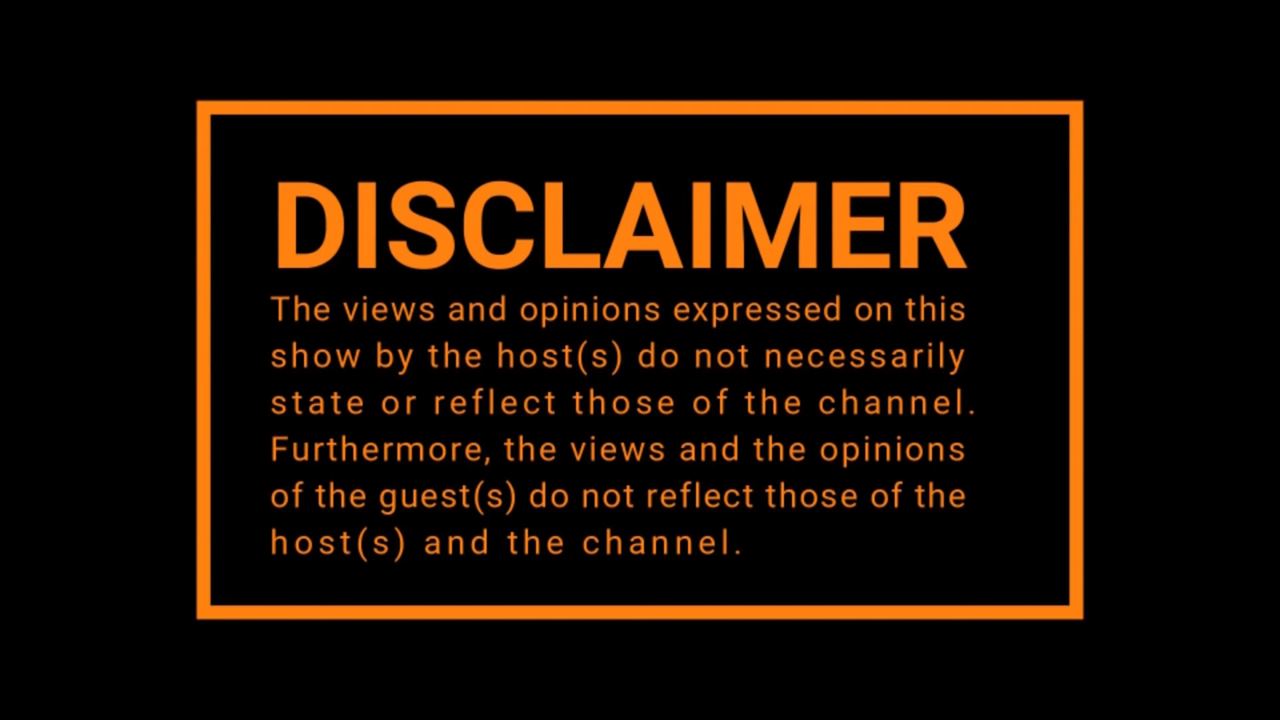 DISCLAIMER
The views and opinions expressed on this
show by the host(s) do not necessarily
state or reflect those of the channel.
Furthermore, the views and the opinions
of the guest(s) do not reflect those of the
host(s) and the channel.